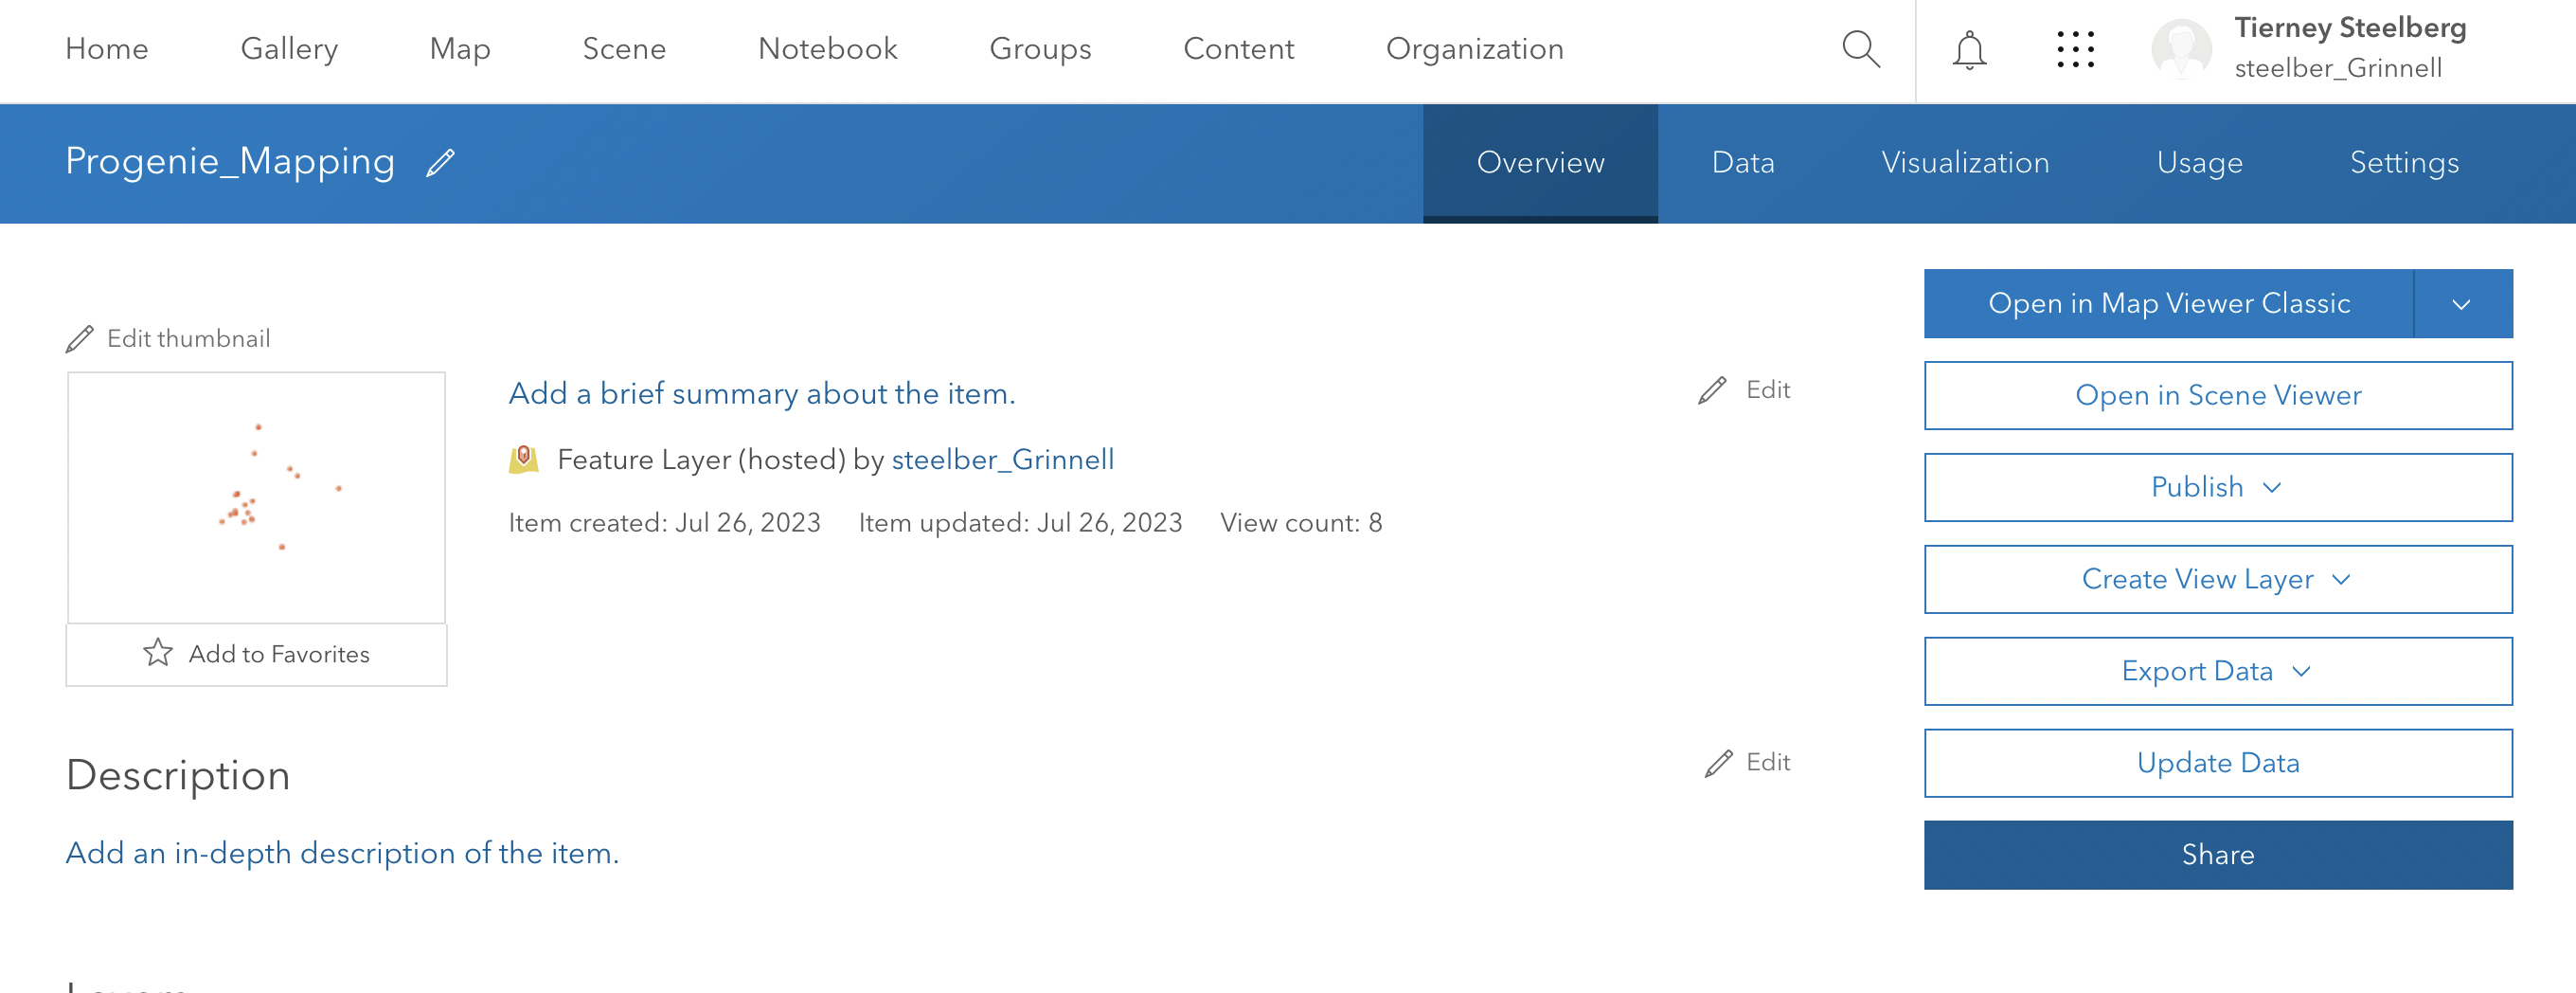 Home Gallery Map Scene Notebook Groups Content Organization
Tierney Steelberg
steelber_Grinnell
Progenie_Mapping
Overview Data Visualization Usage Settings
Edit thumbnail
Add to Favorites
Add a brief summary about the item.
Edit
Feature Layer (hosted) by steelber_Grinnell
Item created: Jul 26, 2023 Item updated: Jul 26, 2023 View count: 8
Description
Edit
Add an in-depth description of the item.
Open in Map Viewer Classic
Open in Scene Viewer
Publish
Create View Layer
Export Data
Update Data
Share